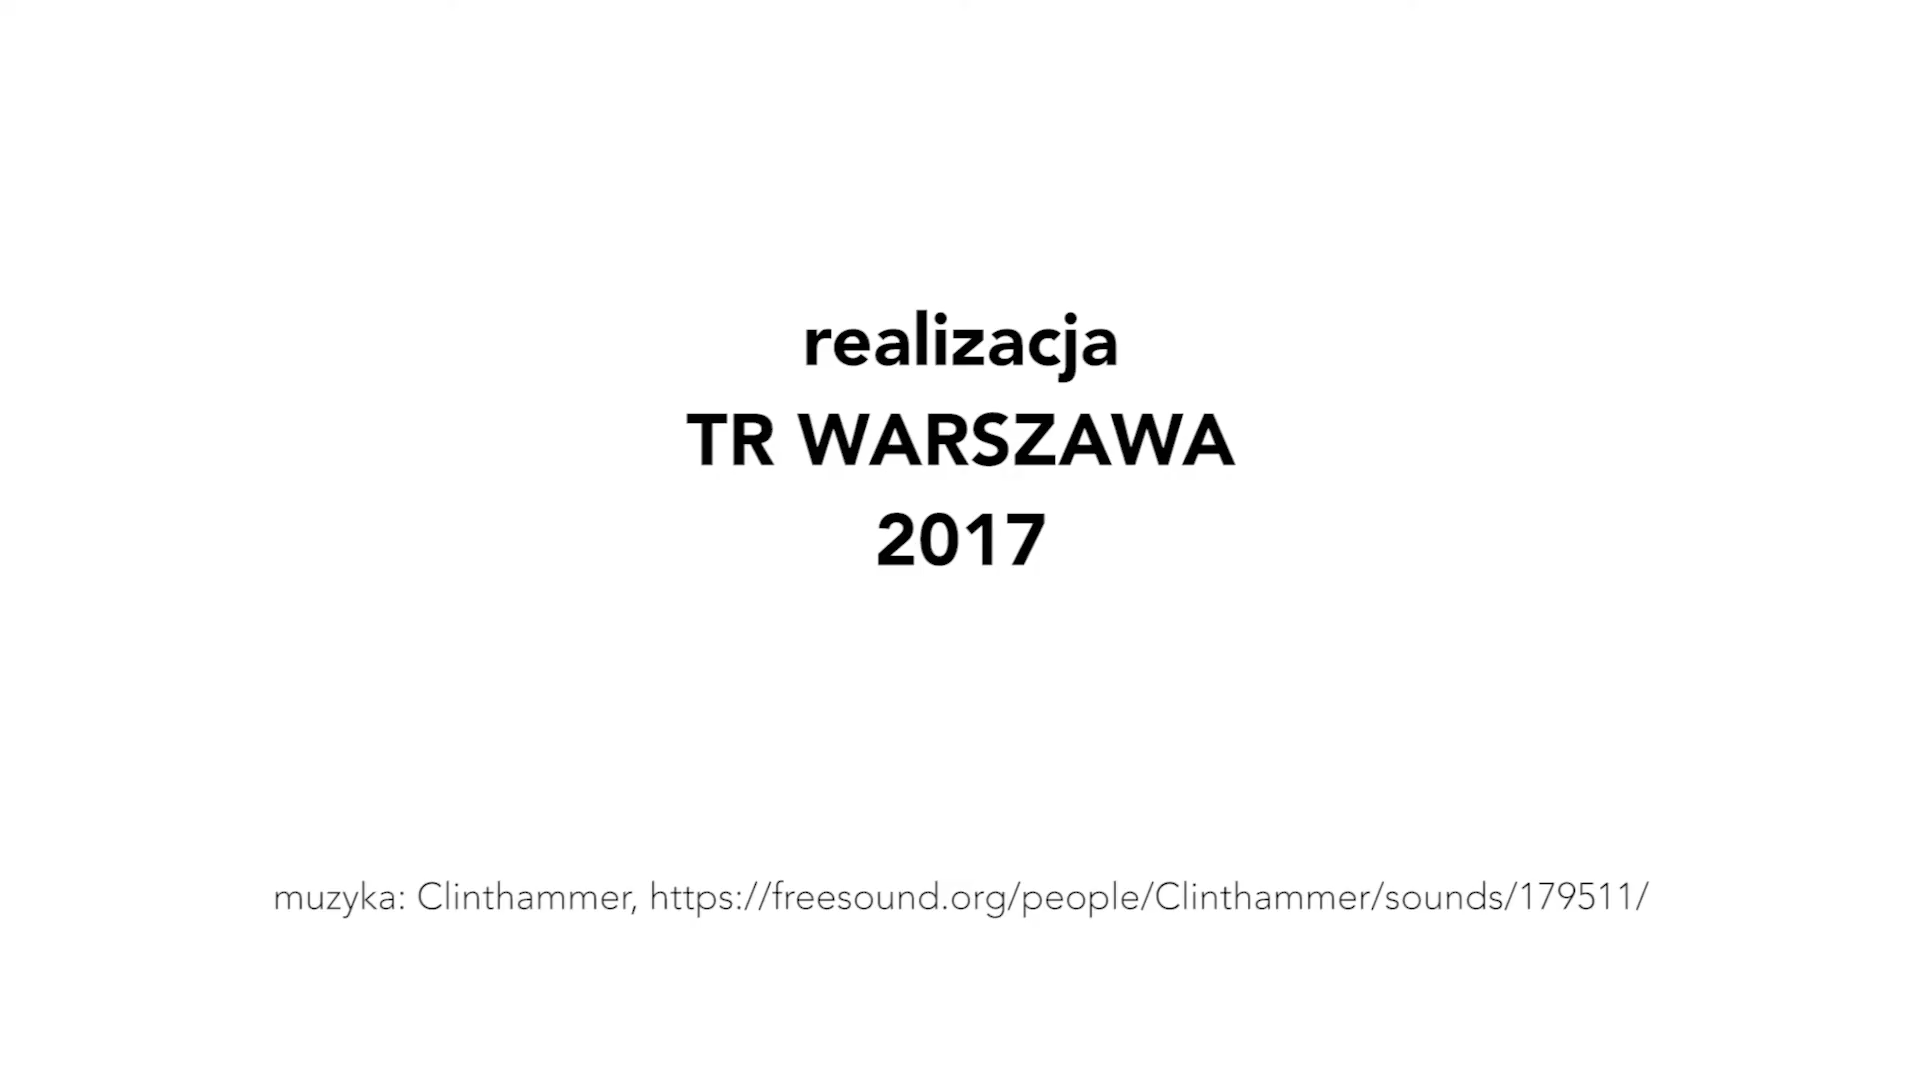 realizacja
TR WARSZAWA
2017
muzyka: Clinthammer, https://freesound.org/people/Clinthammer/sounds/179511/